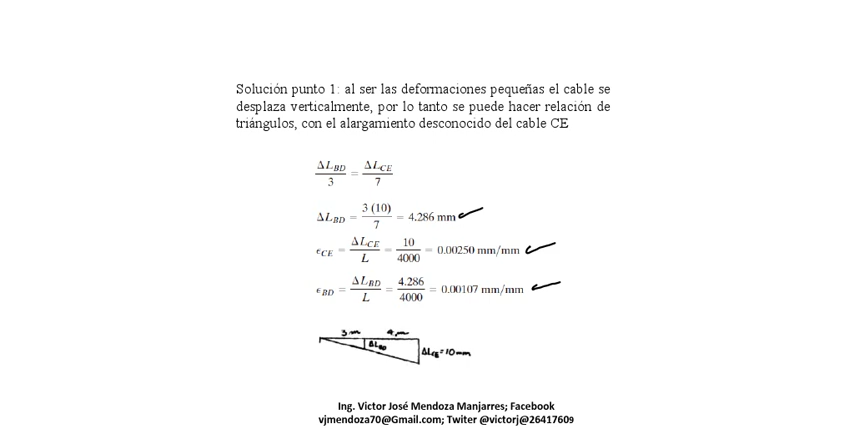 Solución punto 1: al ser las deformaciones pequeñas el cable se
desplaza verticalmente, por lo tanto se puede hacer relación de
triángulos, con el alargamiento desconocido del cable CE
ΔL_BD / 3 = ΔL_CE / 7
ΔL_BD = 3 (10) / 7 = 4.286 mm
ϵ_CE = ΔL_CE / L = 10 / 4000 = 0.00250 mm/mm
ϵ_BD = ΔL_BD / L = 4.286 / 4000 = 0.00107 mm/mm
3 m 4 m
ΔL_BD
ΔL_CE = 10 mm
Ing. Victor José Mendoza Manjarres; Facebook
vjmendoza70@Gmail.com; Twiter @victorj@26417609